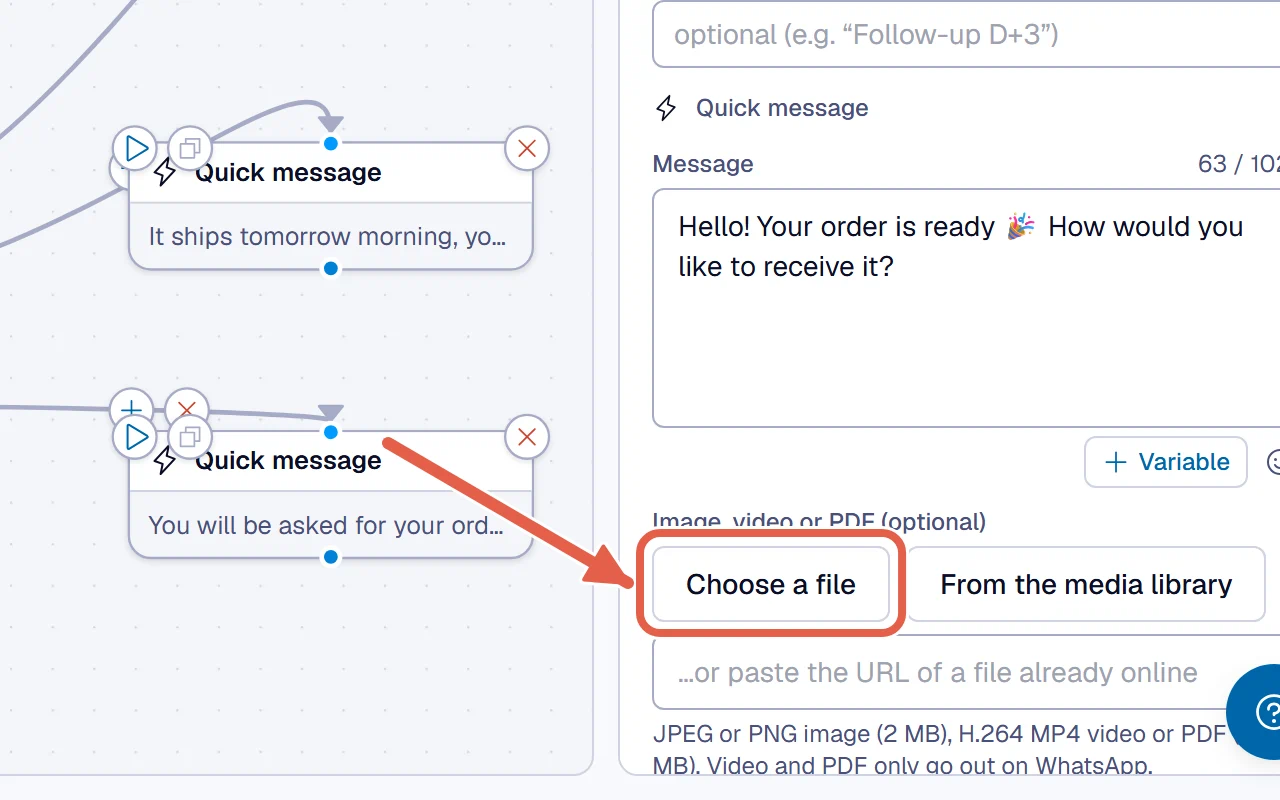 optional (e.g. “Follow-up D+3”)
Quick message
Message
63 / 102
Hello! Your order is ready 🎉 How would you
like to receive it?
Variable
Image, video or PDF (optional)
Choose a file
From the media library
...or paste the URL of a file already online
JPEG or PNG image (2 MB), H.264 MP4 video or PDF
MB). Video and PDF only go out on WhatsApp.
Quick message
It ships tomorrow morning, yo...
Quick message
You will be asked for your ord...